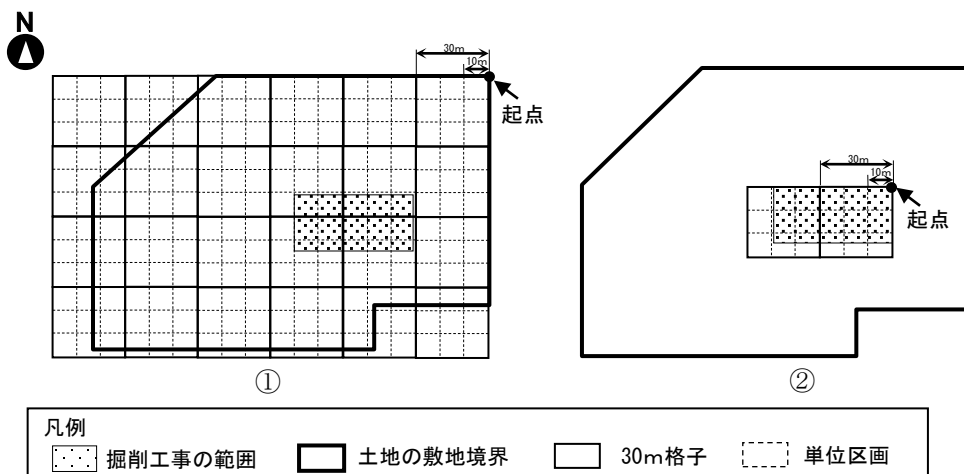 N
30m
10m
起点
30m
10m
起点
①
②
凡例
掘削工事の範囲
土地の敷地境界
30m格子
単位区画